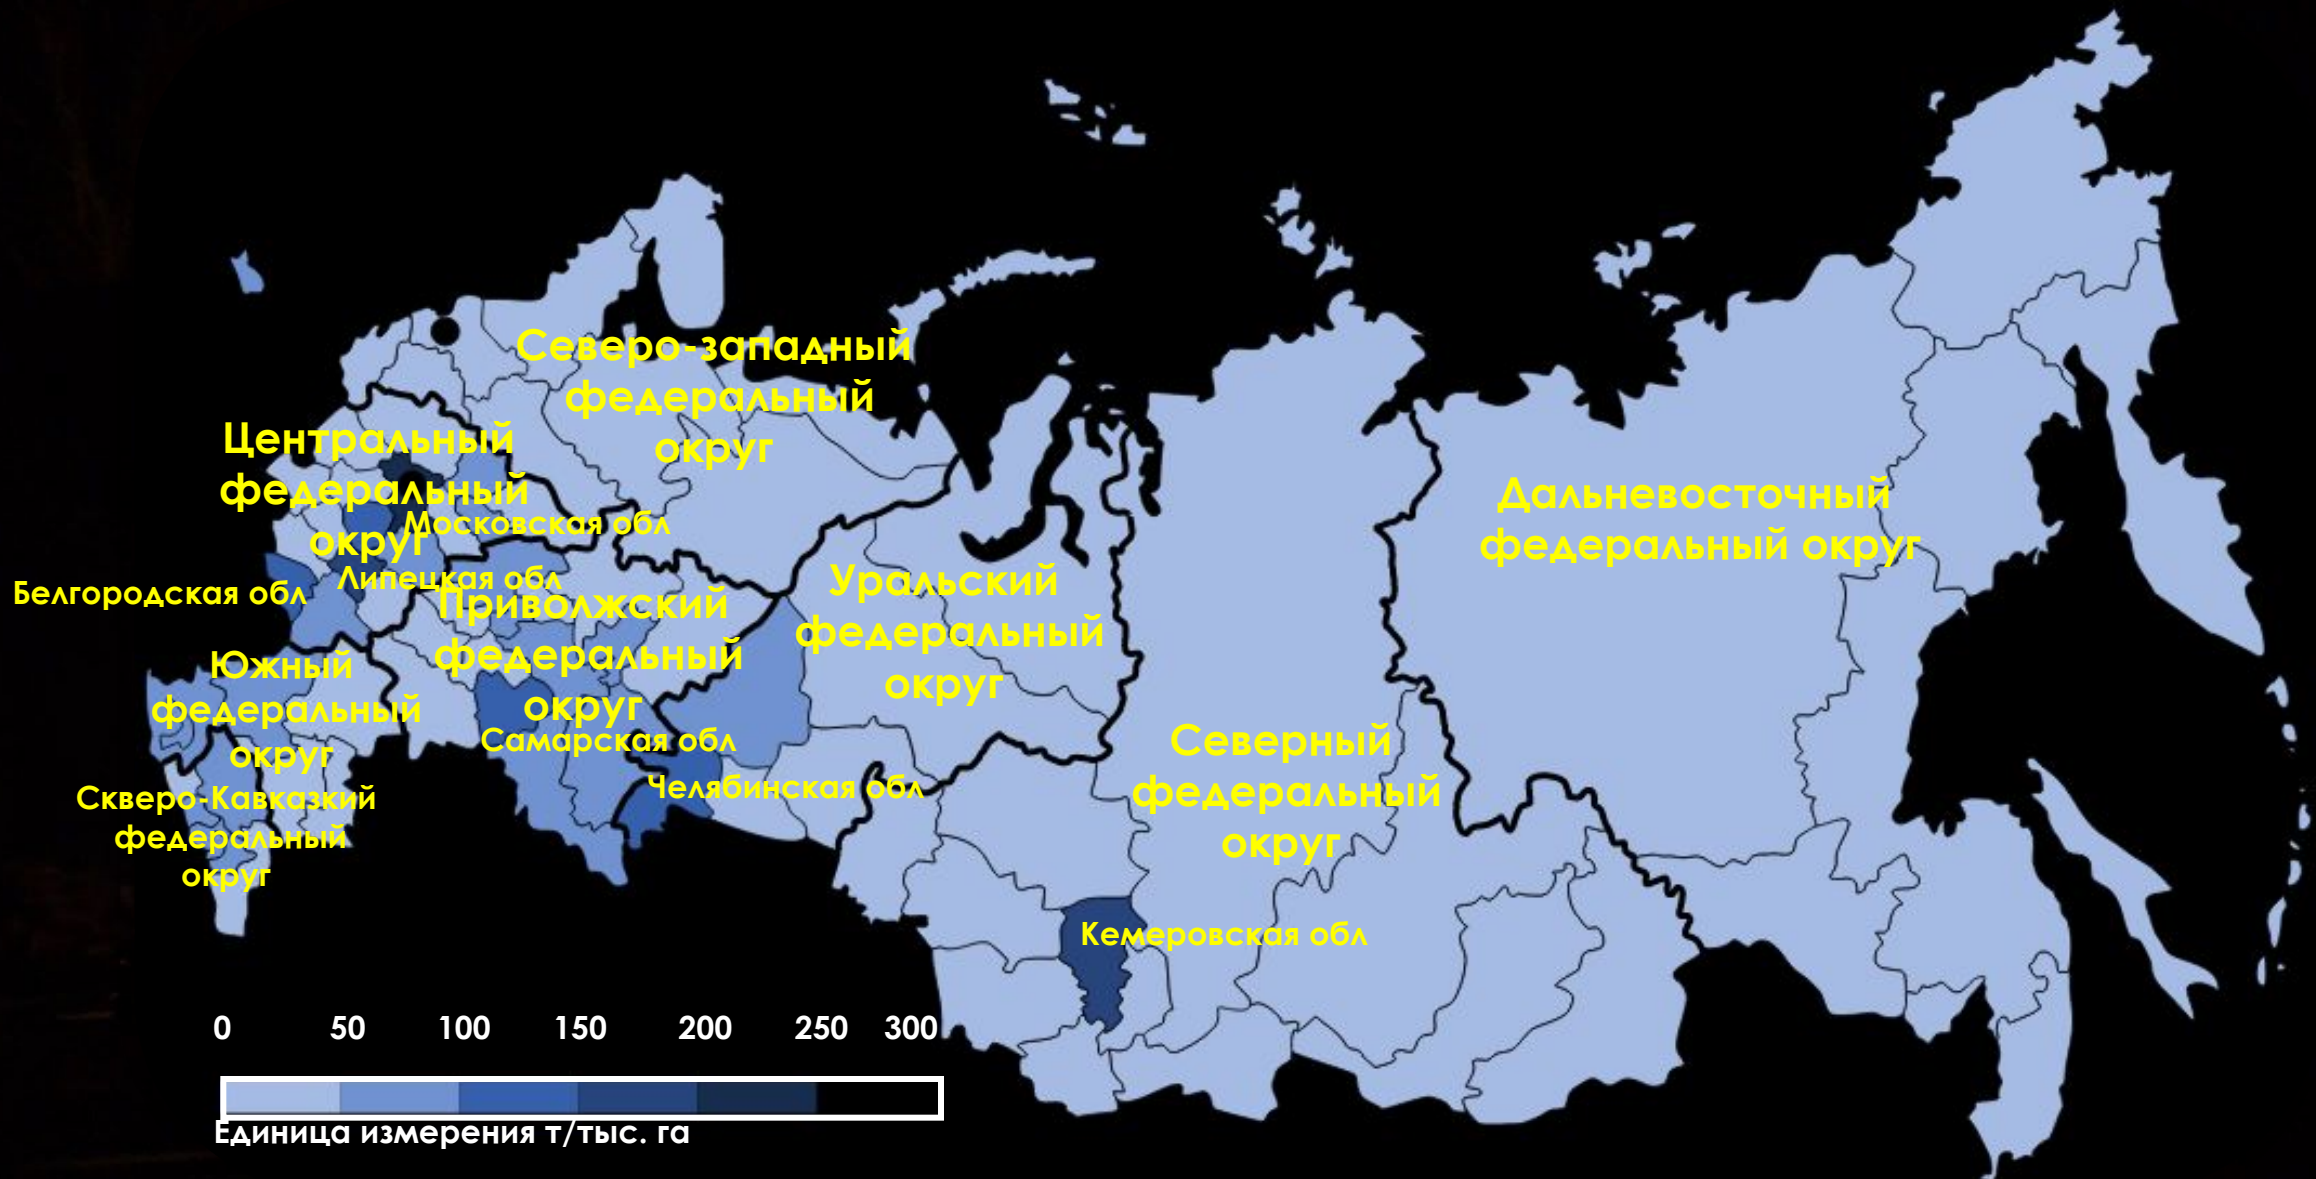 Северо-западный
федеральный
округ
Центральный
федеральный
округ
Московская обл
Липецкая обл
Белгородская обл
Приволжский
федеральный
округ
Самарская обл
Уральский
федеральный
округ
Челябинская обл
Дальневосточный
федеральный округ
Южный
федеральный
округ
Скверо-Кавказкий
федеральный
округ
Северный
федеральный
округ
Кемеровская обл
0 50 100 150 200 250 300
Единица измерения т/тыс. га